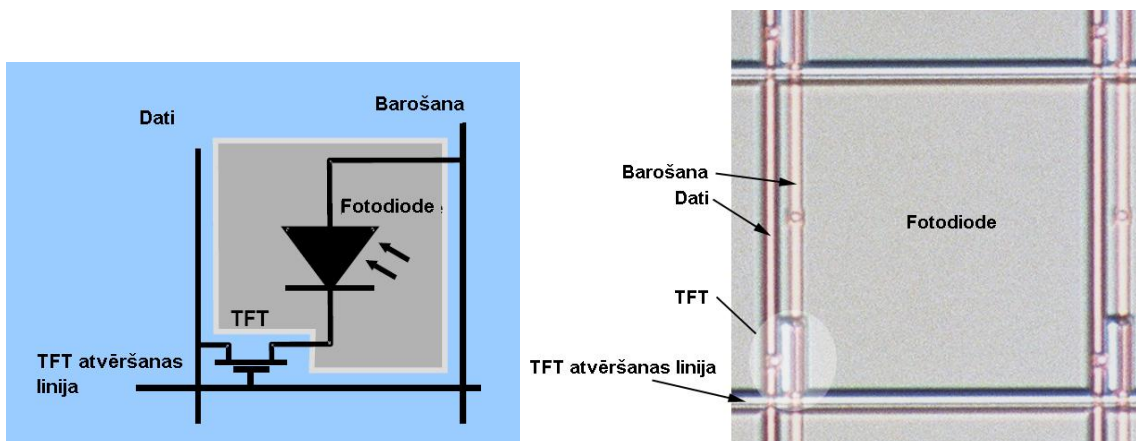 Dati
Barošana
Fotodiode
TFT
TFT atvēršanas
linija
Barošana
Dati
Fotodiode
TFT
TFT atvēršanas linija